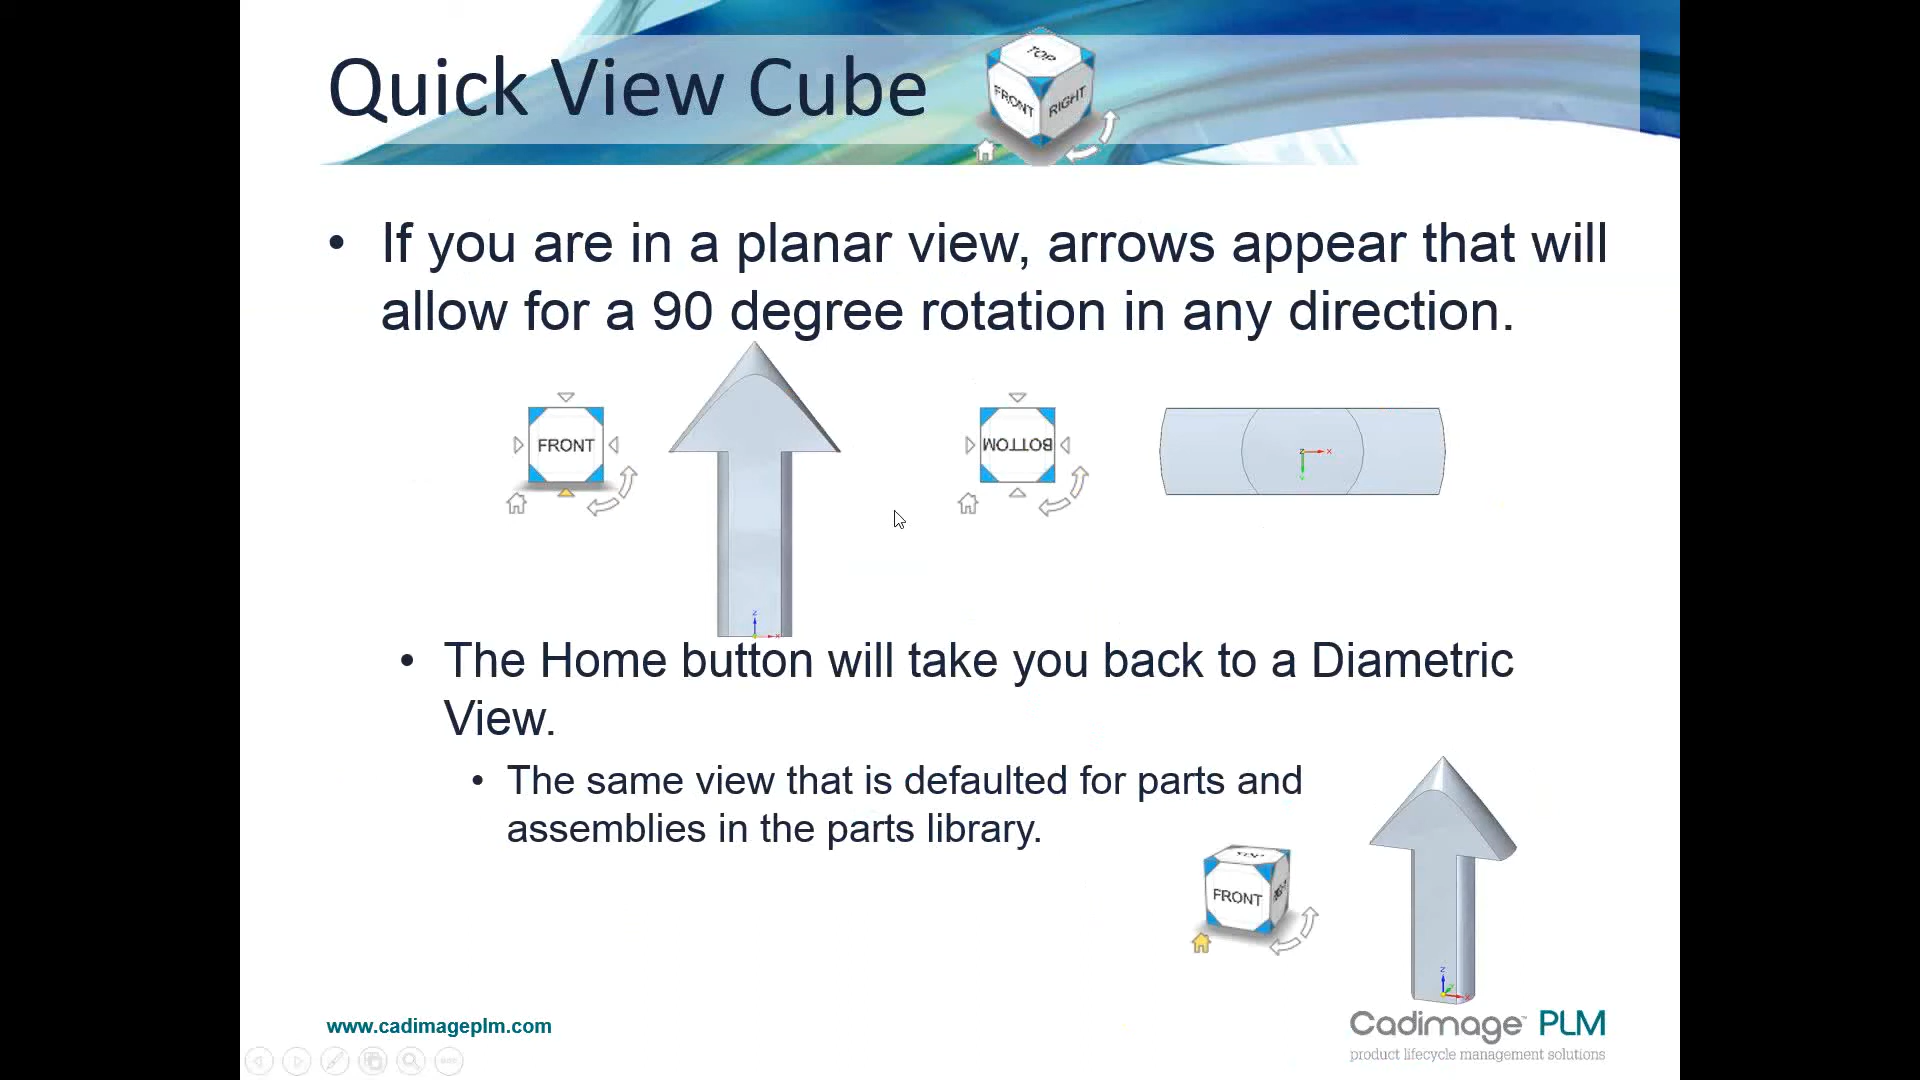 Quick View Cube
TOP
FRONT
RIGHT
• If you are in a planar view, arrows appear that will
allow for a 90 degree rotation in any direction.
FRONT
BOTTOM
Z
X
Z
X
Y
• The Home button will take you back to a Diametric
View.
• The same view that is defaulted for parts and
assemblies in the parts library.
TOP
FRONT
Z
X
www.cadimageplm.com
Cadimage™ PLM
product lifecycle management solutions